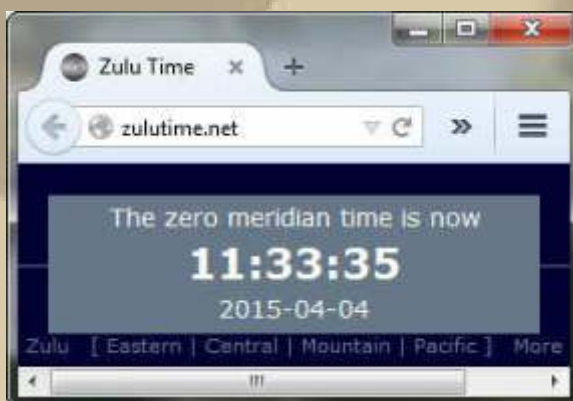 Zulu Time
zulutime.net
The zero meridian time is now
11:33:35
2015-04-04
Zulu [ Eastern | Central | Mountain | Pacific ] More